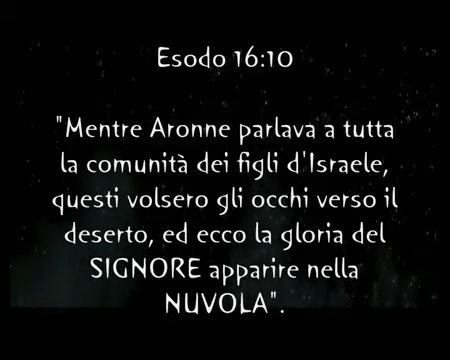 Esodo 16:10
"Mentre Aronne parlava a tutta
la comunità dei figli d'Israele,
questi volsero gli occhi verso il
deserto, ed ecco la gloria del
SIGNORE apparire nella
NUVOLA".